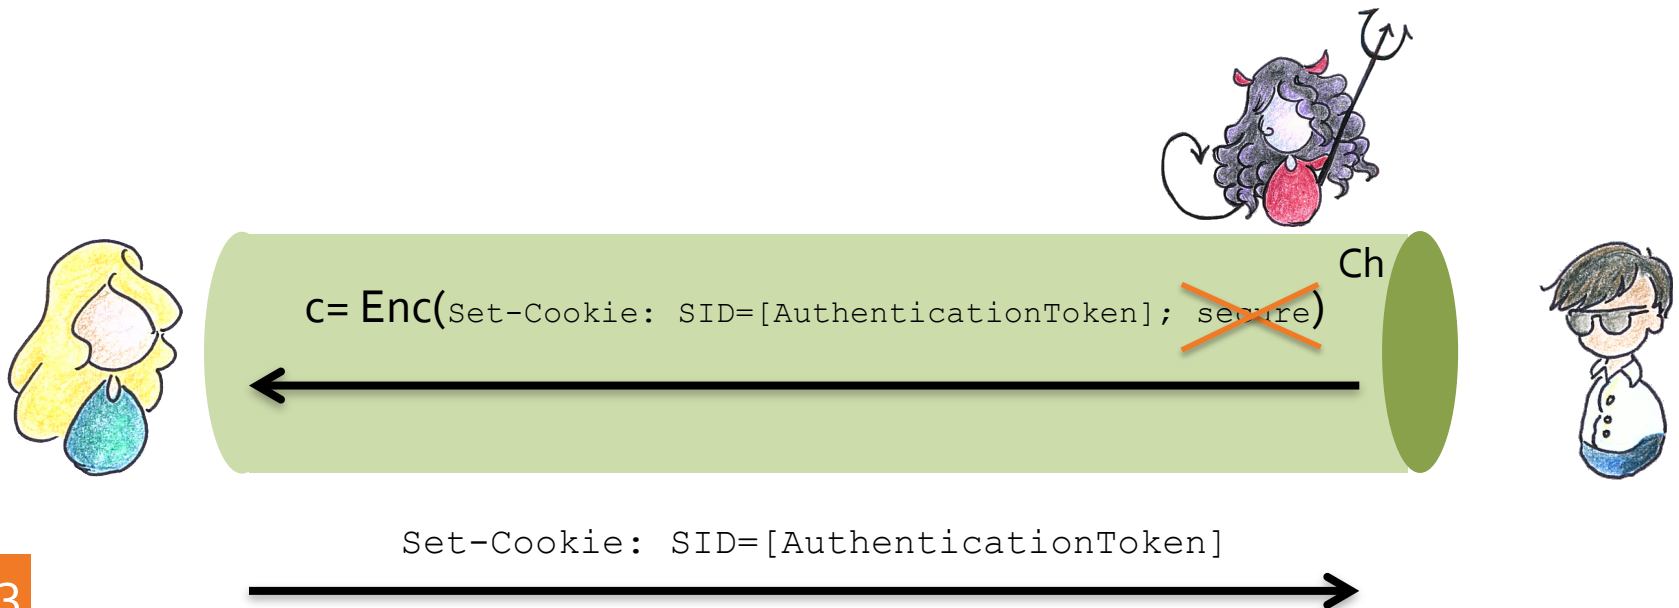 Ch
c= Enc(Set-Cookie: SID=[AuthenticationToken]; secure)
Set-Cookie: SID=[AuthenticationToken]
3